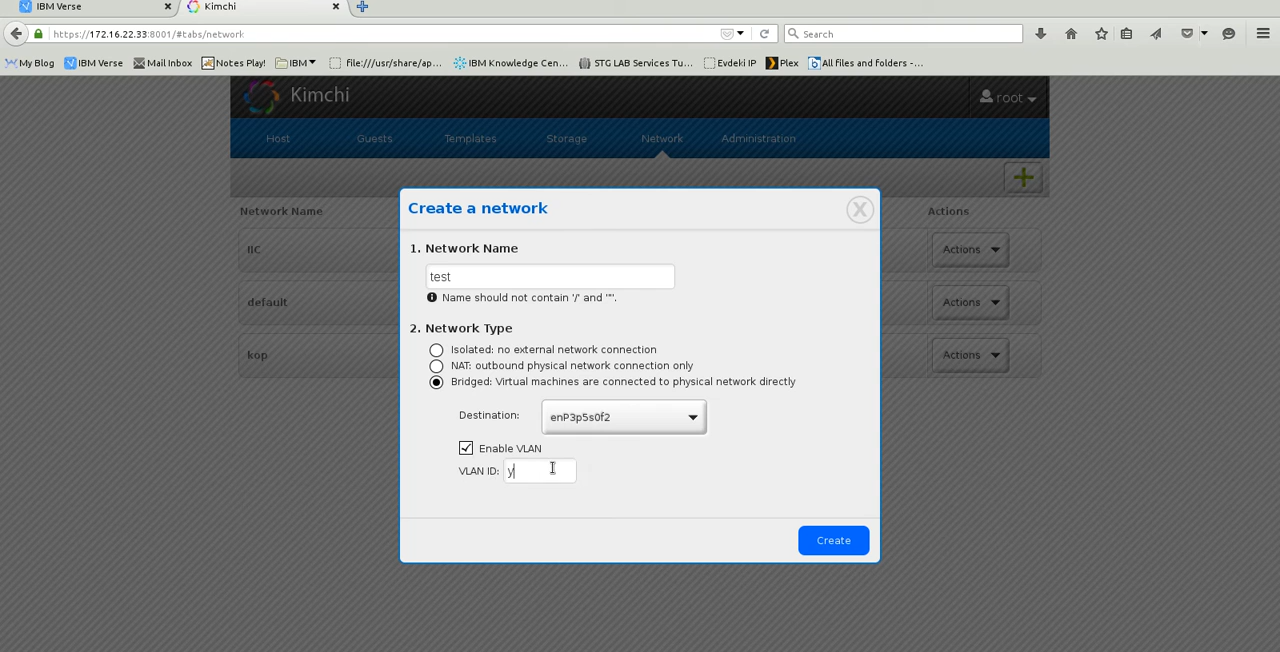 IBM Verse
Kimchi
https://172.16.22.33:8001/#tabs/network
Search
My Blog IBM Verse Mail Inbox Notes Play! IBM file:///usr/share/ap... IBM Knowledge Cen... STG LAB Services Tu... Evdeki IP Plex All files and folders -...
Kimchi
root
Host Guests Templates Storage Network Administration
Network Name
Actions
IIC
Actions
default
Actions
kop
Actions
Create a network
X
1. Network Name
test
Name should not contain '/' and '"'.
2. Network Type
Isolated: no external network connection
NAT: outbound physical network connection only
Bridged: Virtual machines are connected to physical network directly
Destination: enP3p5s0f2
Enable VLAN
VLAN ID: y
Create